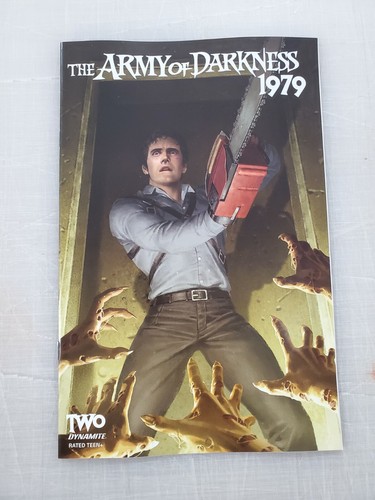 THE ARMY OF DARKNESS
1979
TWO
DYNAMITE
RATED TEEN+